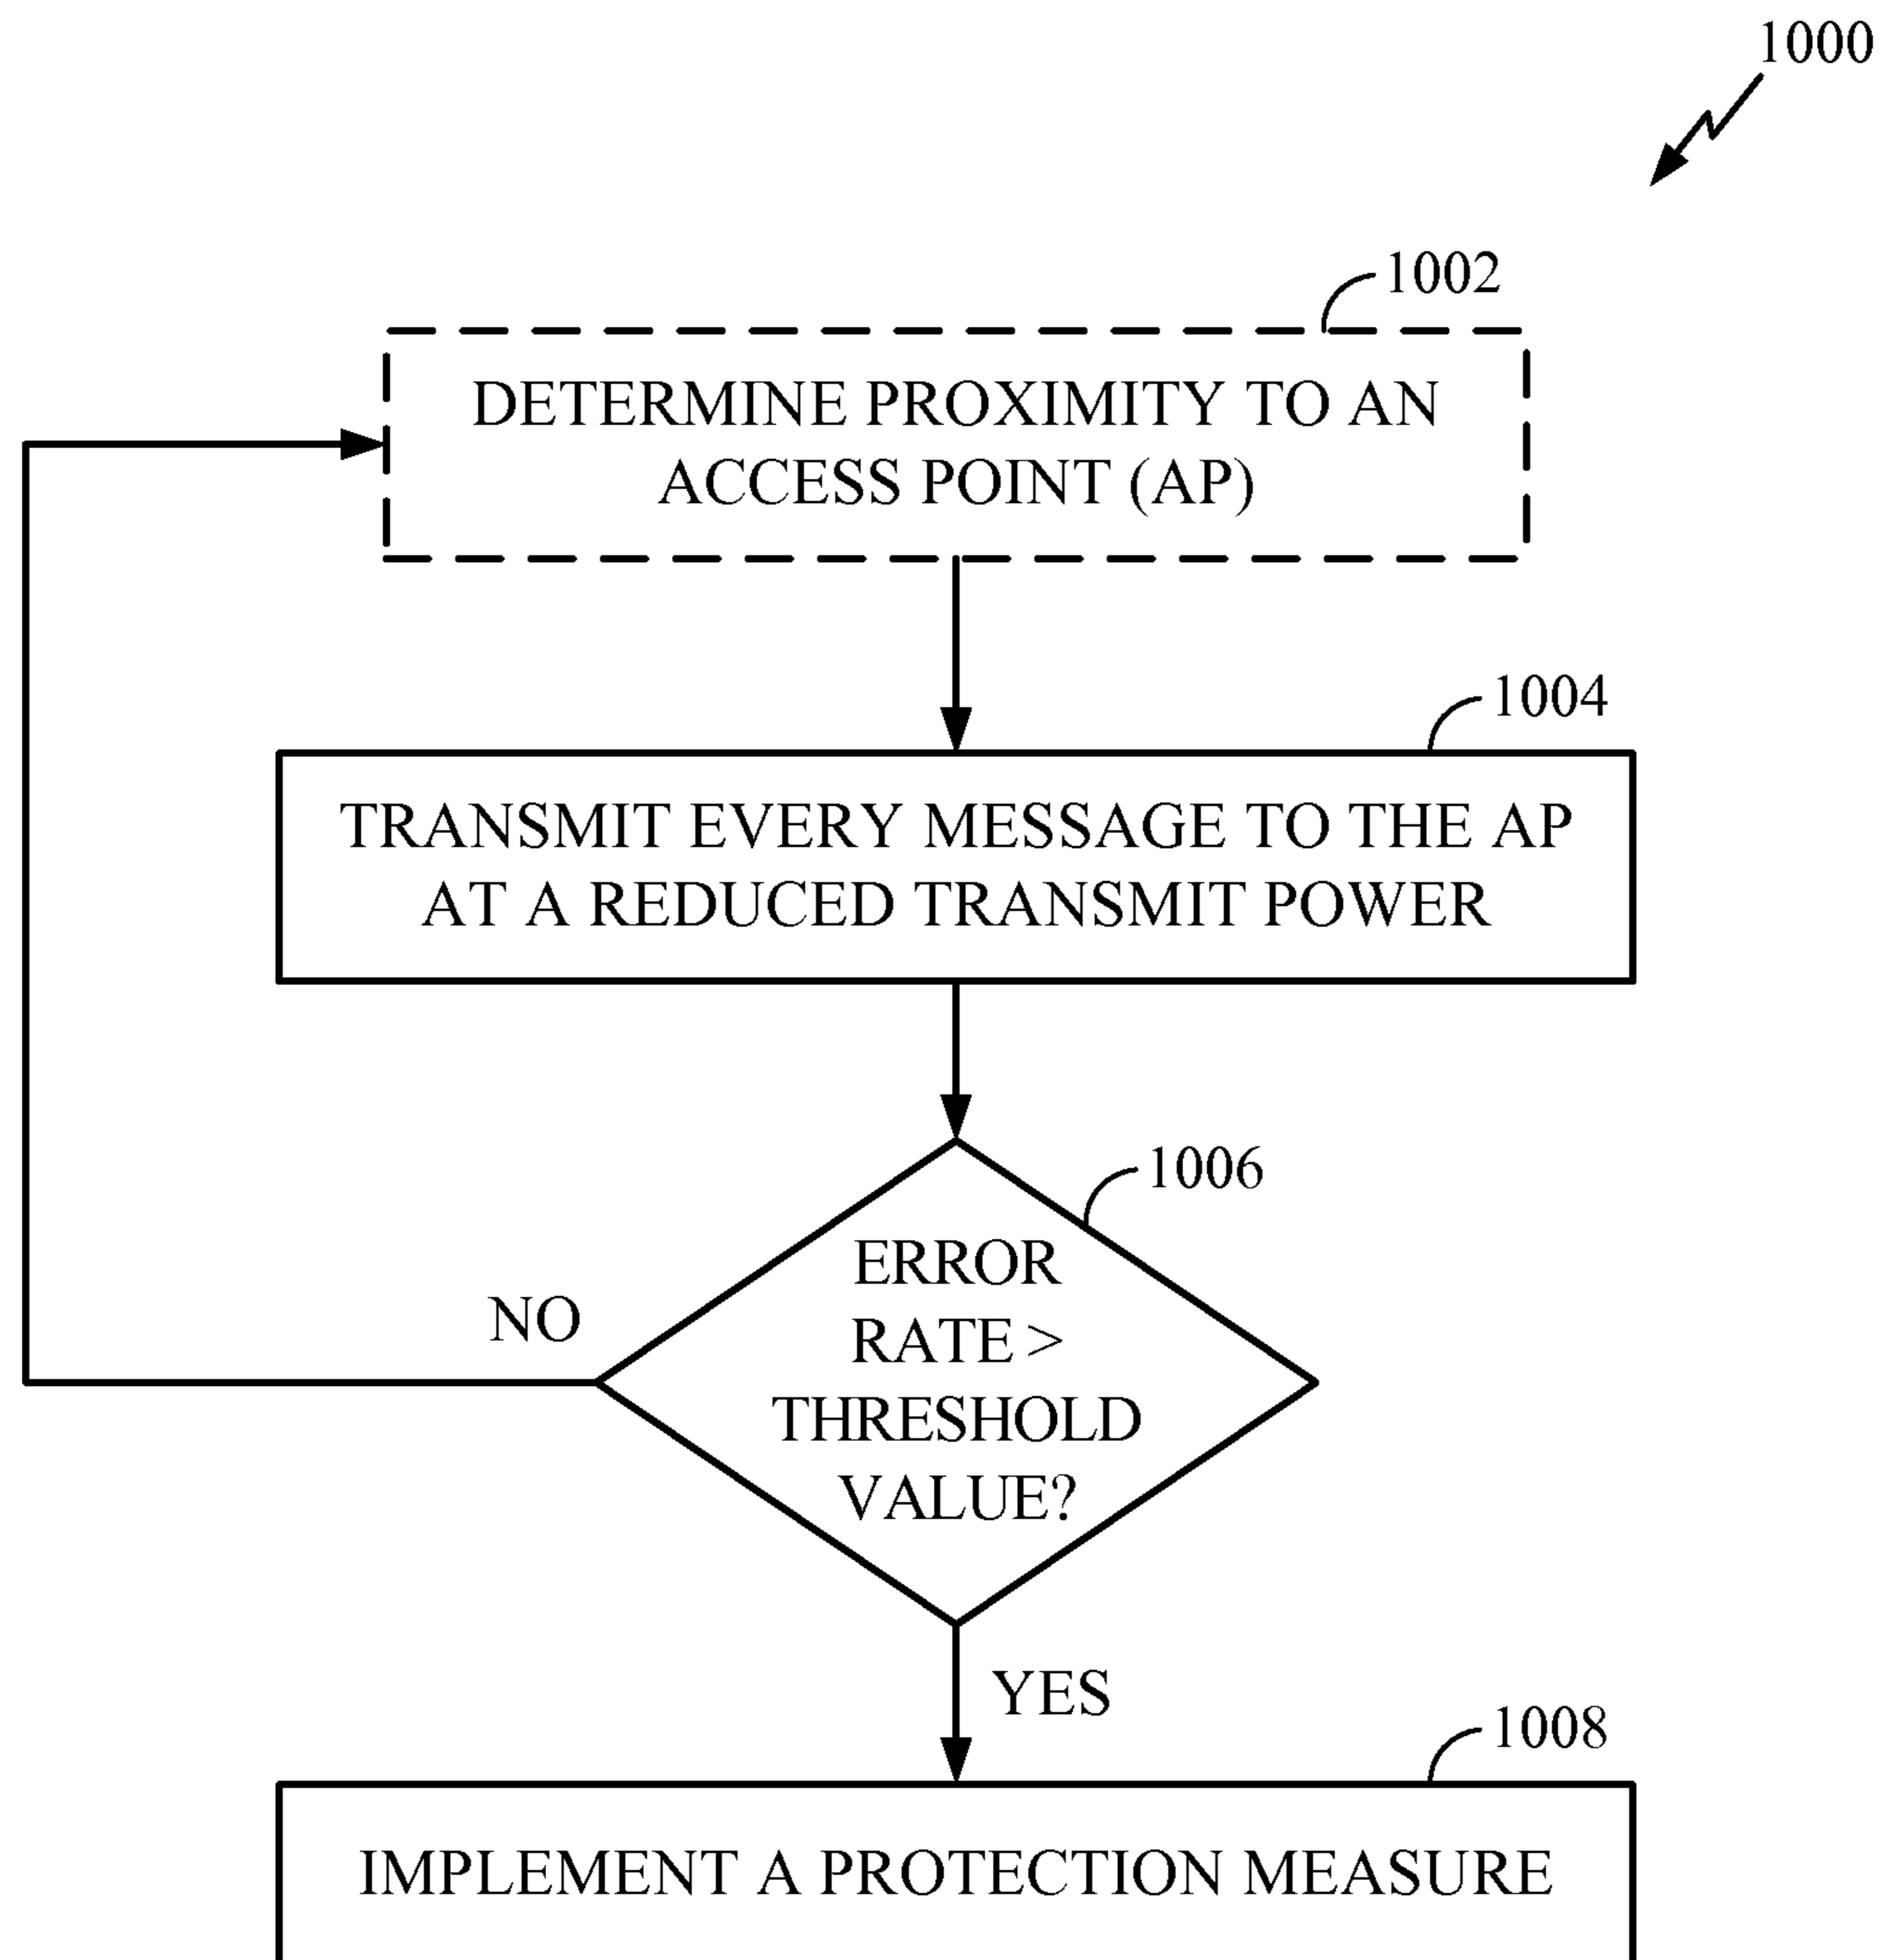 1000
1002
DETERMINE PROXIMITY TO AN
ACCESS POINT (AP)
1004
TRANSMIT EVERY MESSAGE TO THE AP
AT A REDUCED TRANSMIT POWER
1006
ERROR
RATE >
THRESHOLD
VALUE?
NO
YES
1008
IMPLEMENT A PROTECTION MEASURE